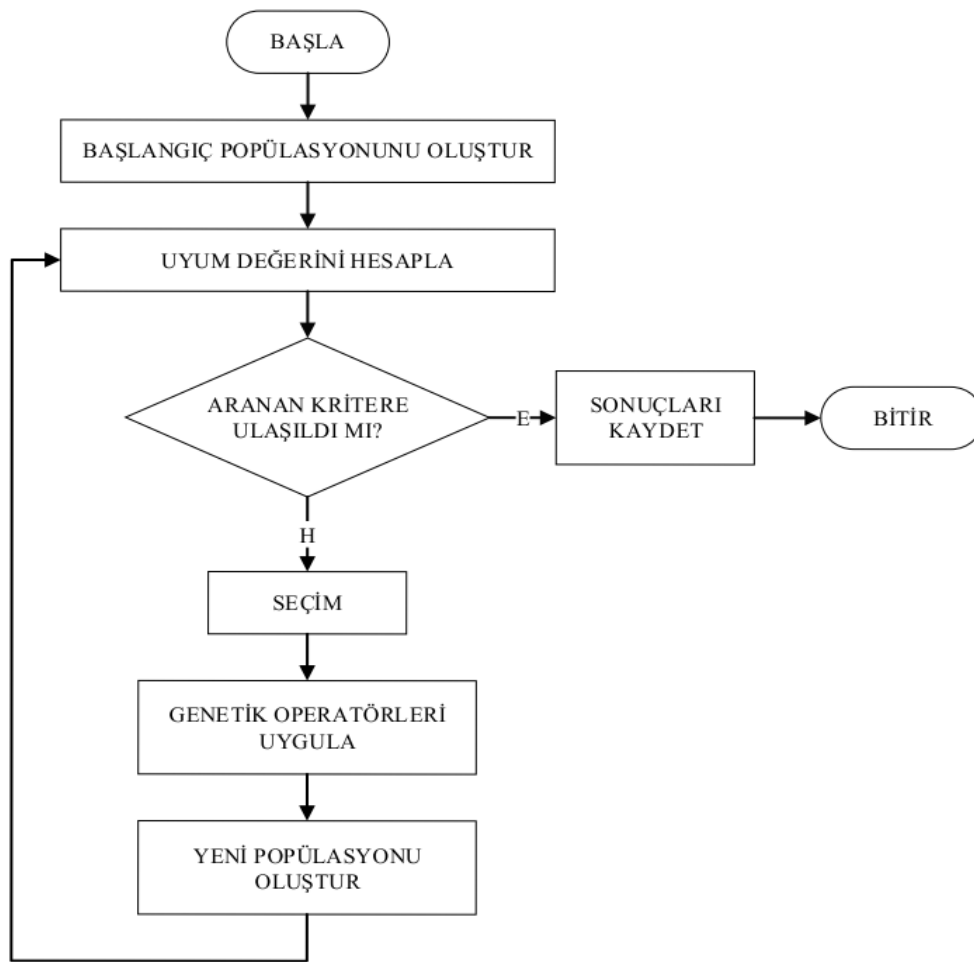 BAŞLA
BAŞLANGIÇ POPÜLASYONUNU OLUŞTUR
UYUM DEĞERİNİ HESAPLA
ARANAN KRİTERE
ULAŞILDI MI?
E
SONUÇLARI
KAYDET
BİTİR
H
SEÇİM
GENETİK OPERATÖRLERİ
UYGULA
YENİ POPÜLASYONU
OLUŞTUR